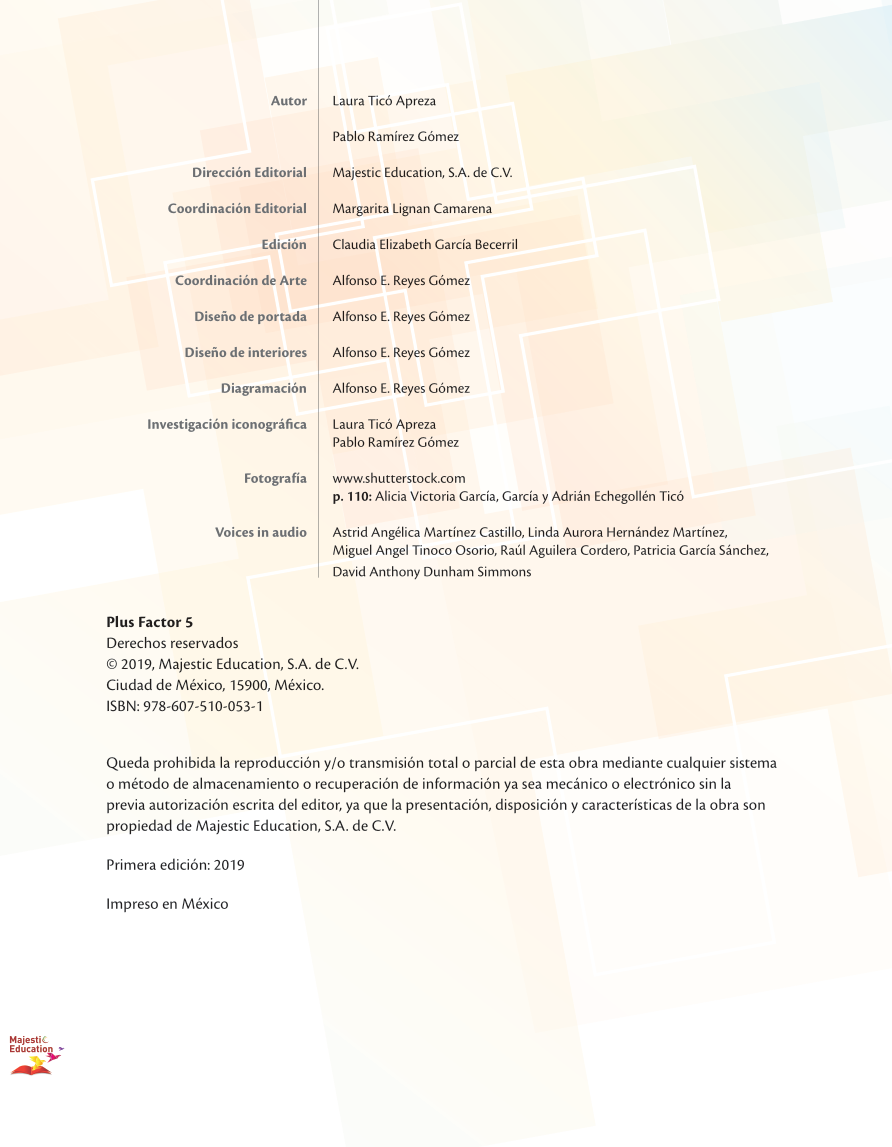 Autor Laura Ticó Apreza
Pablo Ramírez Gómez
Dirección Editorial Majestic Education, S.A. de C.V.
Coordinación Editorial Margarita Lignan Camarena
Edición Claudia Elizabeth García Becerril
Coordinación de Arte Alfonso E. Reyes Gómez
Diseño de portada Alfonso E. Reyes Gómez
Diseño de interiores Alfonso E. Reyes Gómez
Diagramación Alfonso E. Reyes Gómez
Investigación iconográfica Laura Ticó Apreza
Pablo Ramírez Gómez
Fotografía www.shutterstock.com
p. 110: Alicia Victoria García, García y Adrián Echegollén Ticó
Voices in audio Astrid Angélica Martínez Castillo, Linda Aurora Hernández Martínez,
Miguel Angel Tinoco Osorio, Raúl Aguilera Cordero, Patricia García Sánchez,
David Anthony Dunham Simmons
Plus Factor 5
Derechos reservados
© 2019, Majestic Education, S.A. de C.V.
Ciudad de México, 15900, México.
ISBN: 978-607-510-053-1
Queda prohibida la reproducción y/o transmisión total o parcial de esta obra mediante cualquier sistema
o método de almacenamiento o recuperación de información ya sea mecánico o electrónico sin la
previa autorización escrita del editor, ya que la presentación, disposición y características de la obra son
propiedad de Majestic Education, S.A. de C.V.
Primera edición: 2019
Impreso en México
Majestic
Education